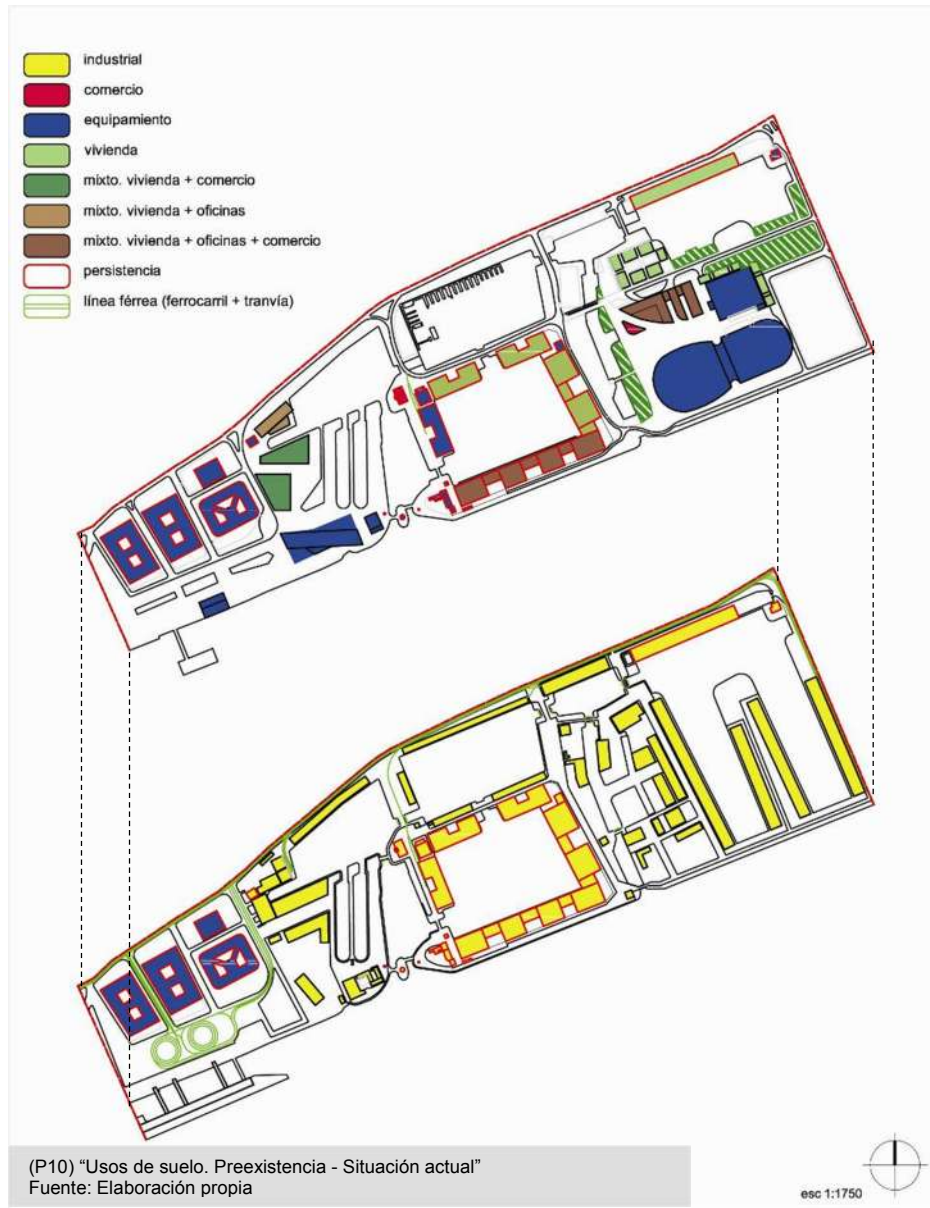 industrial
comercio
equipamiento
vivienda
mixto. vivienda + comercio
mixto. vivienda + oficinas
mixto. vivienda + oficinas + comercio
persistencia
línea férrea (ferrocarril + tranvía)
(P10) “Usos de suelo. Preexistencia - Situación actual”
Fuente: Elaboración propia
esc 1:1750